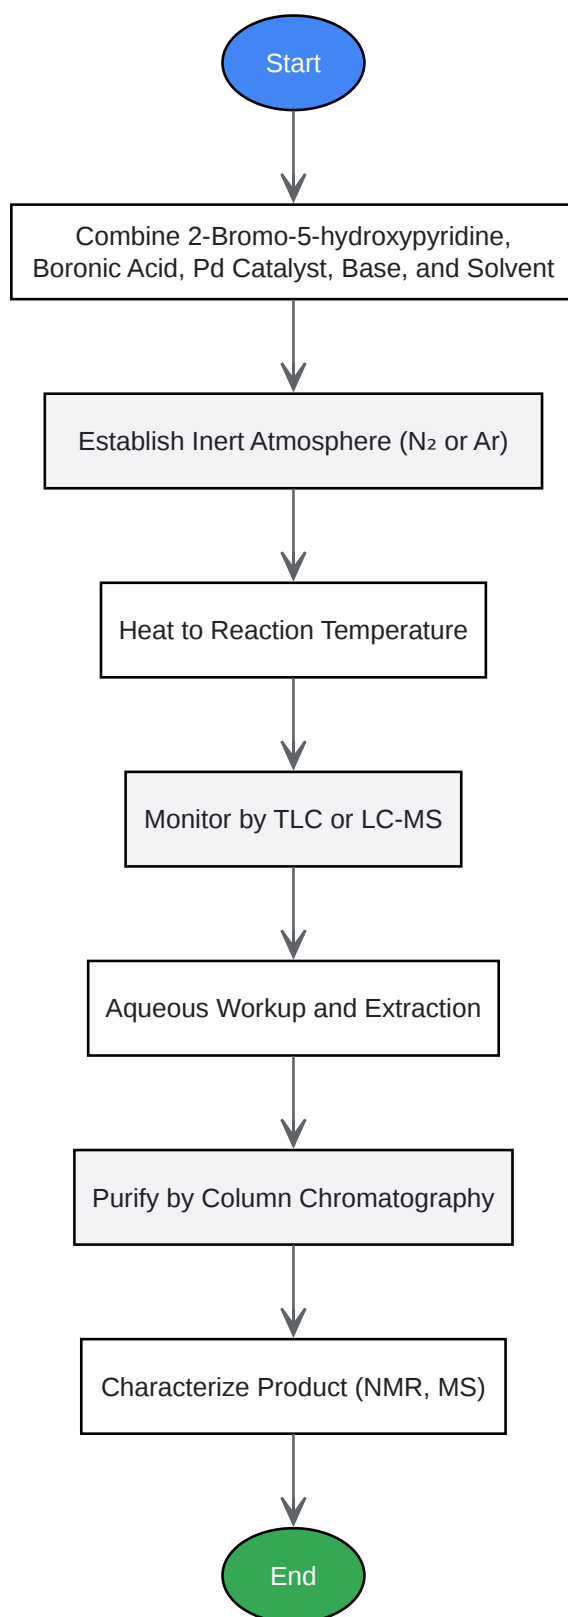 Start
Combine 2-Bromo-5-hydroxypyridine,
Boronic Acid, Pd Catalyst, Base, and Solvent
Establish Inert Atmosphere (N₂ or Ar)
Heat to Reaction Temperature
Monitor by TLC or LC-MS
Aqueous Workup and Extraction
Purify by Column Chromatography
Characterize Product (NMR, MS)
End